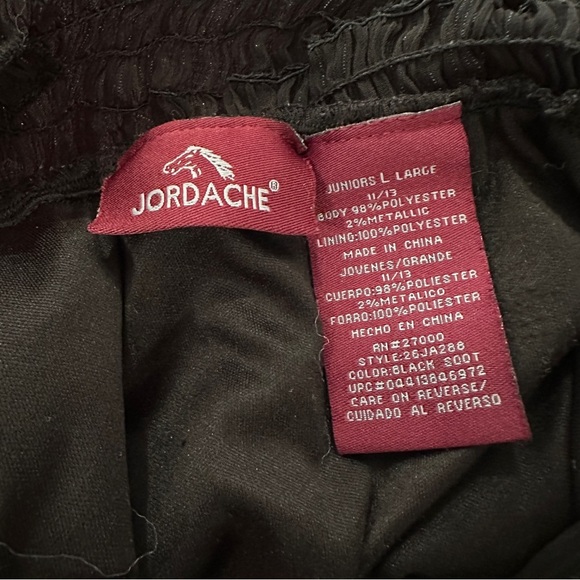 JORDACHE®
JUNIORS L LARGE
11/13
BODY 98%POLYESTER
2%METALLIC
LINING:100%POLYESTER
MADE IN CHINA
JOVENES/GRANDE
11/13
CUERPO:98%POLIESTER
2%METALICO
FORRO:100%POLIESTER
HECHO EN CHINA
RN#27000
STYLE:26JA288
COLOR:BLACK SOOT
UPC#04413846972
CARE ON REVERSE/
CUIDADO AL REVERSO